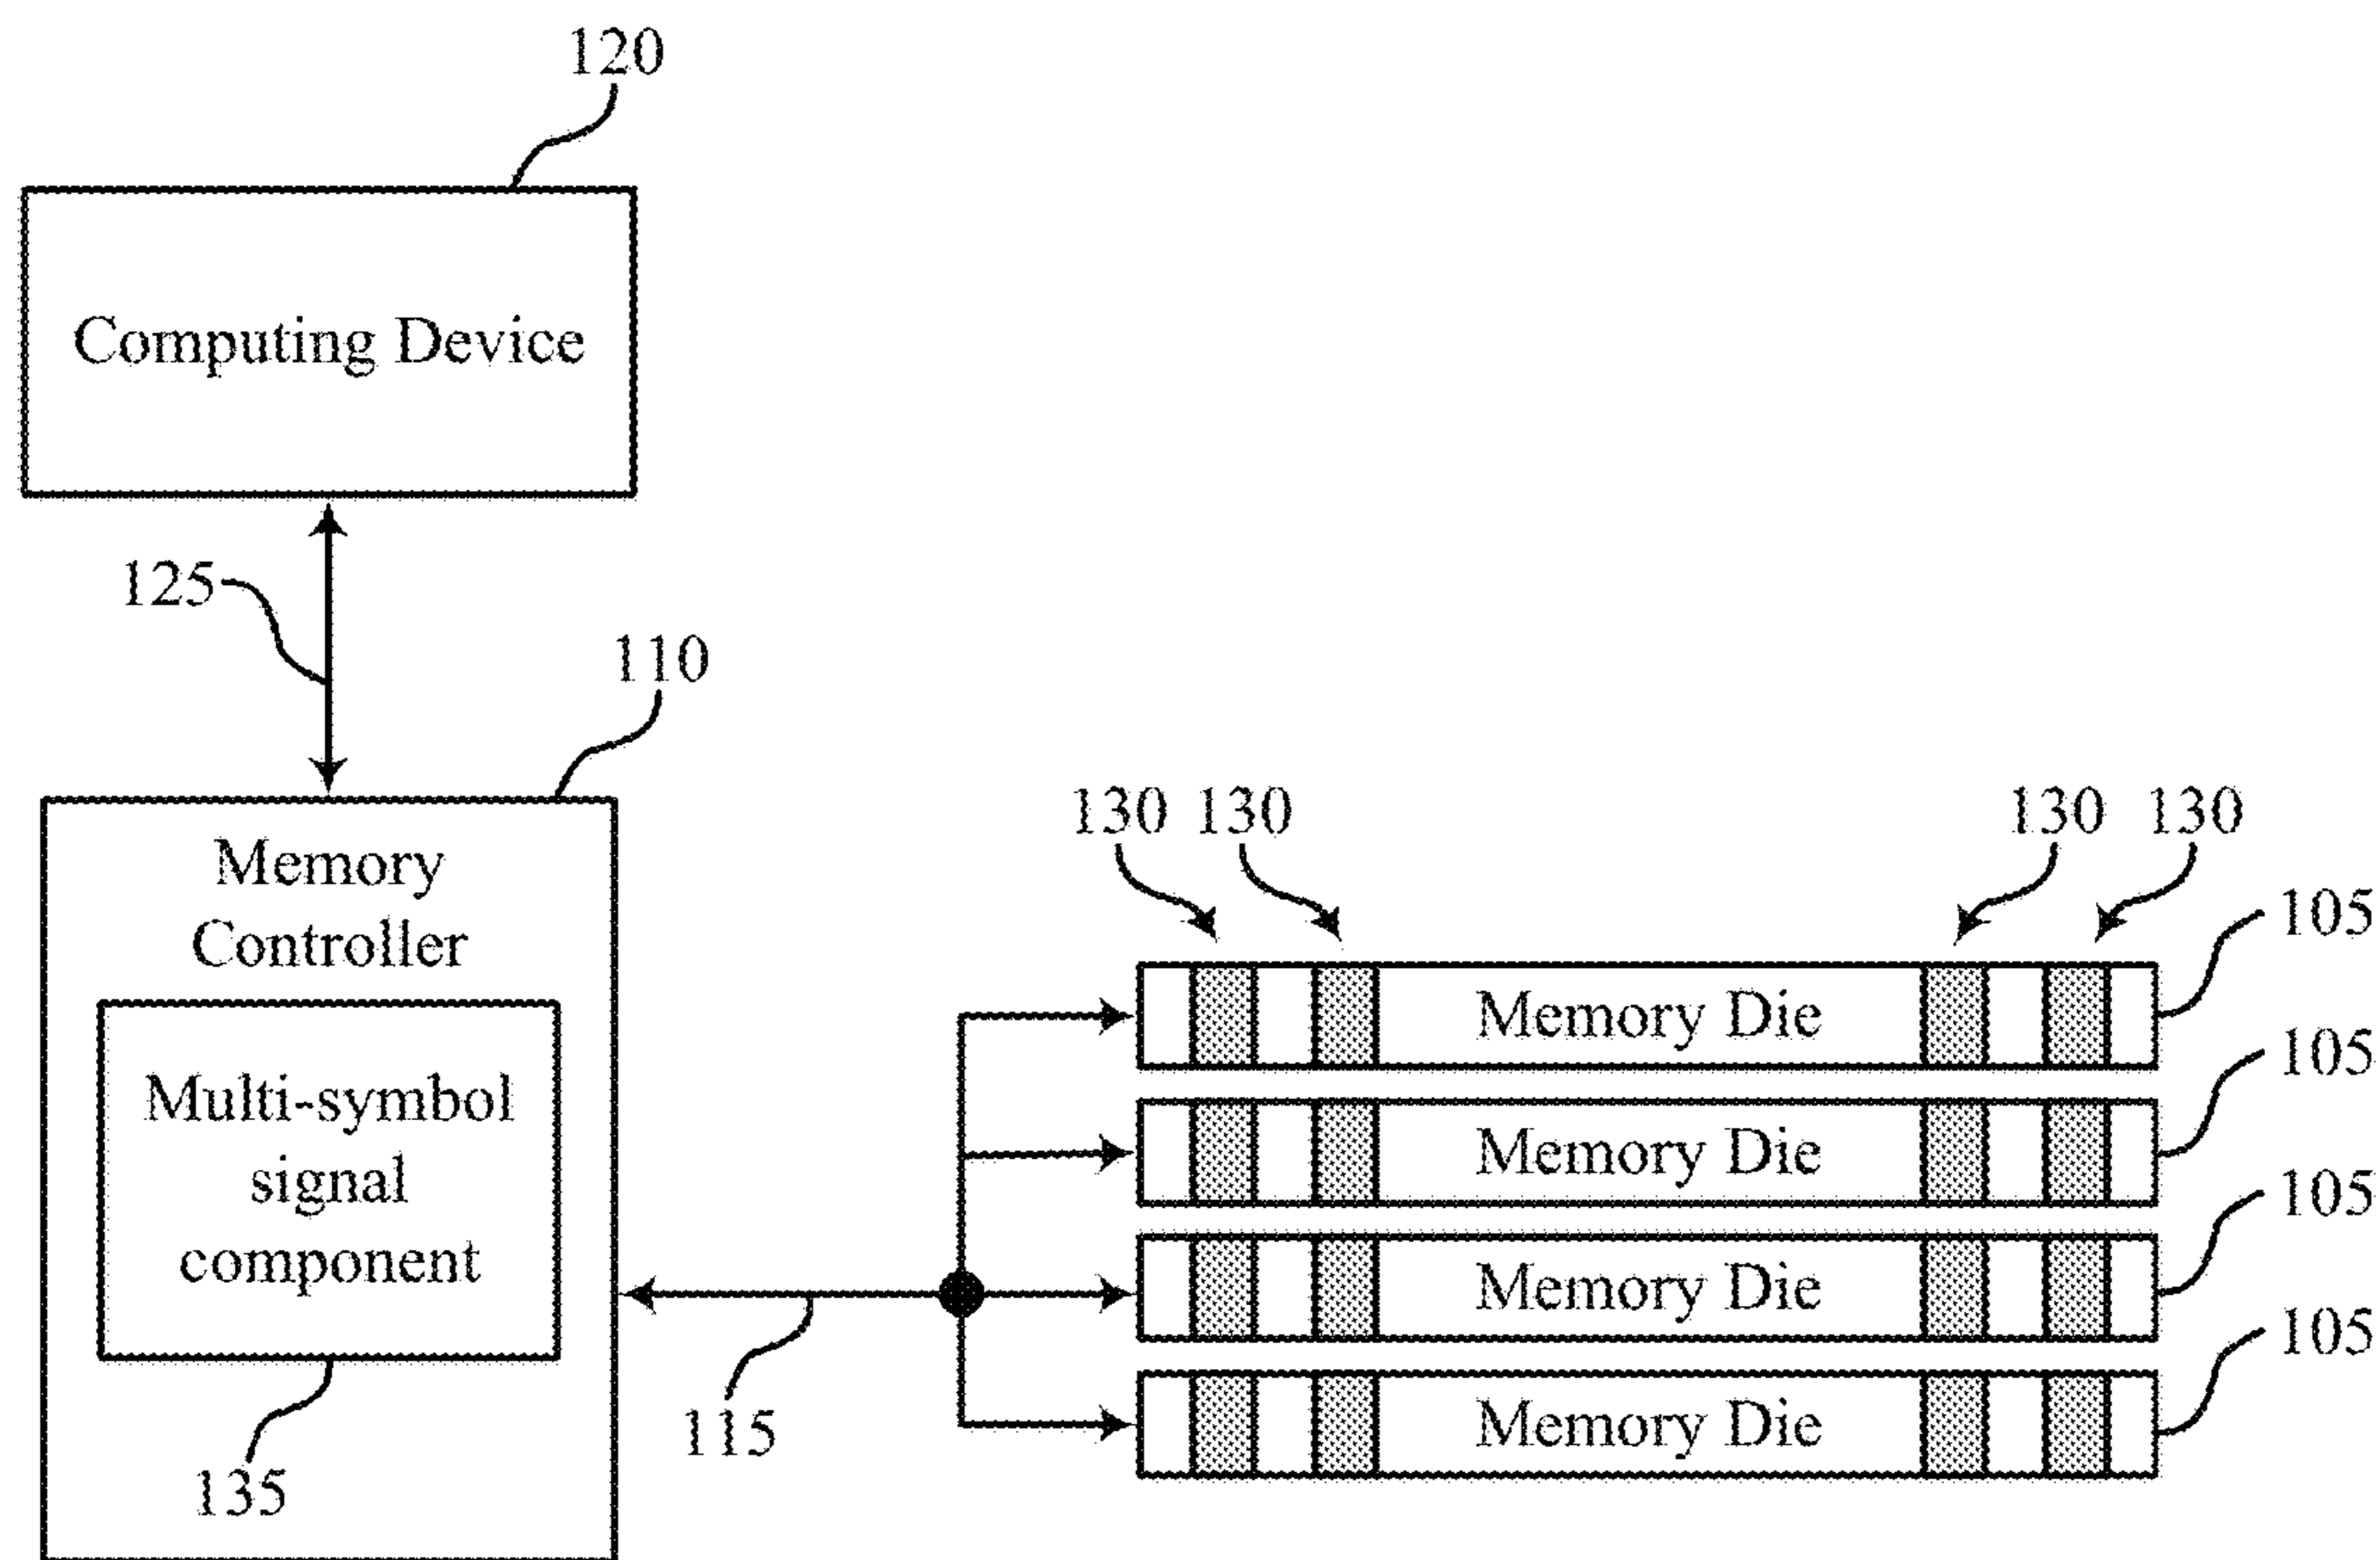 120
Computing Device
125
110
Memory
Controller
Multi-symbol
signal
component
135
115
130 130 130 130
Memory Die 105
Memory Die 105
Memory Die 105
Memory Die 105